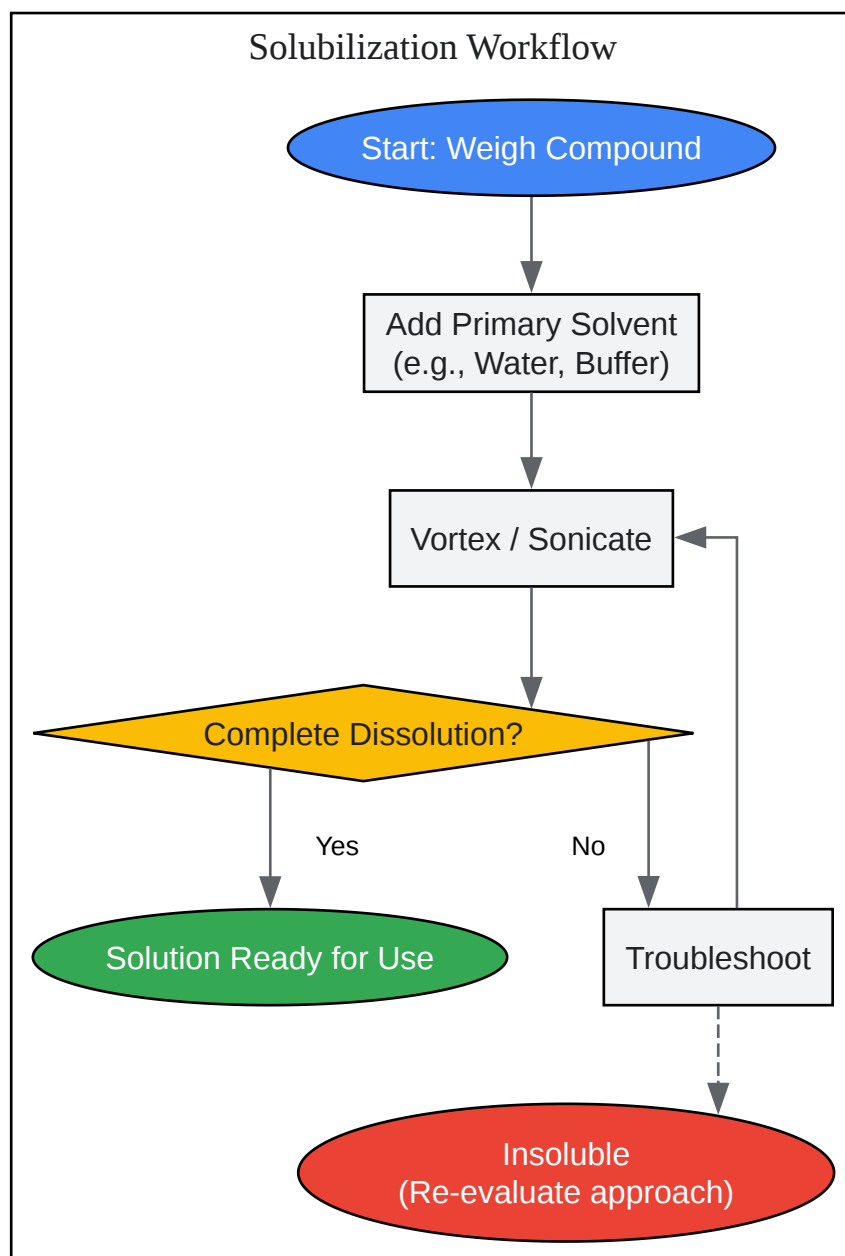 Solubilization Workflow
Start: Weigh Compound
Add Primary Solvent
(e.g., Water, Buffer)
Vortex / Sonicate
Complete Dissolution?
Yes
No
Solution Ready for Use
Troubleshoot
Insoluble
(Re-evaluate approach)